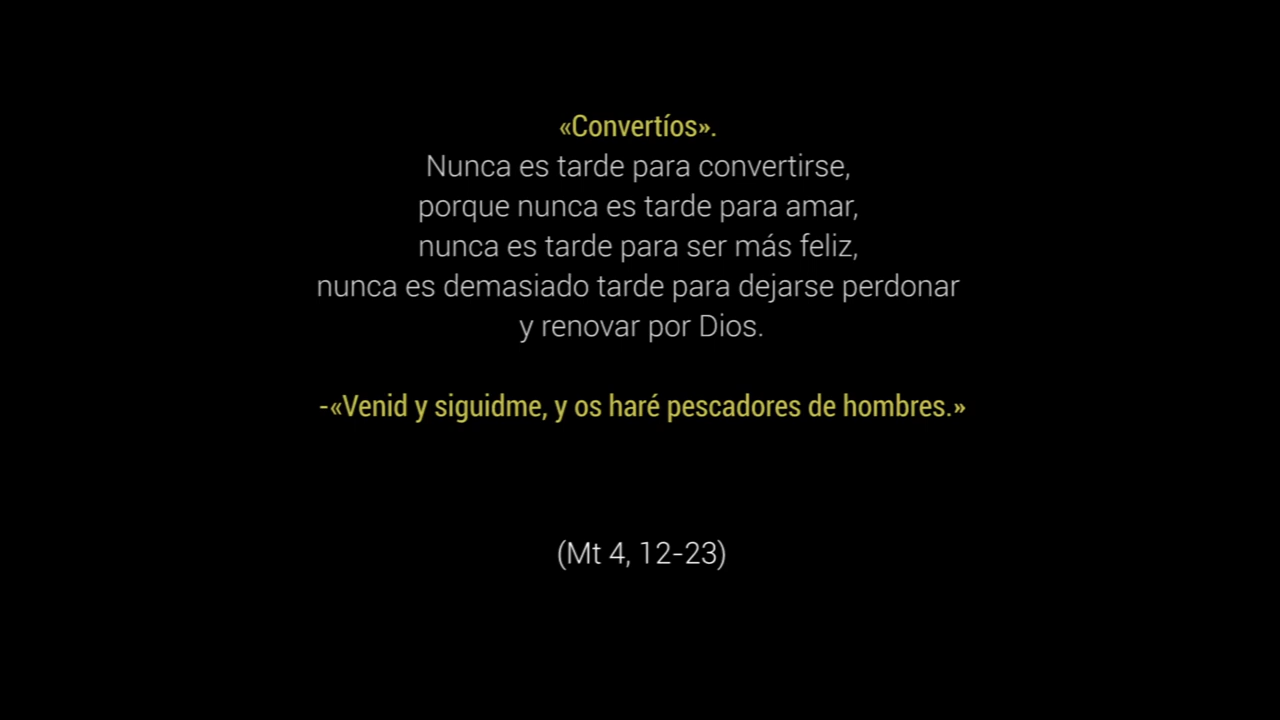 «Convertíos».
Nunca es tarde para convertirse,
porque nunca es tarde para amar,
nunca es tarde para ser más feliz,
nunca es demasiado tarde para dejarse perdonar
y renovar por Dios.
-«Venid y siguidme, y os haré pescadores de hombres.»
(Mt 4, 12-23)